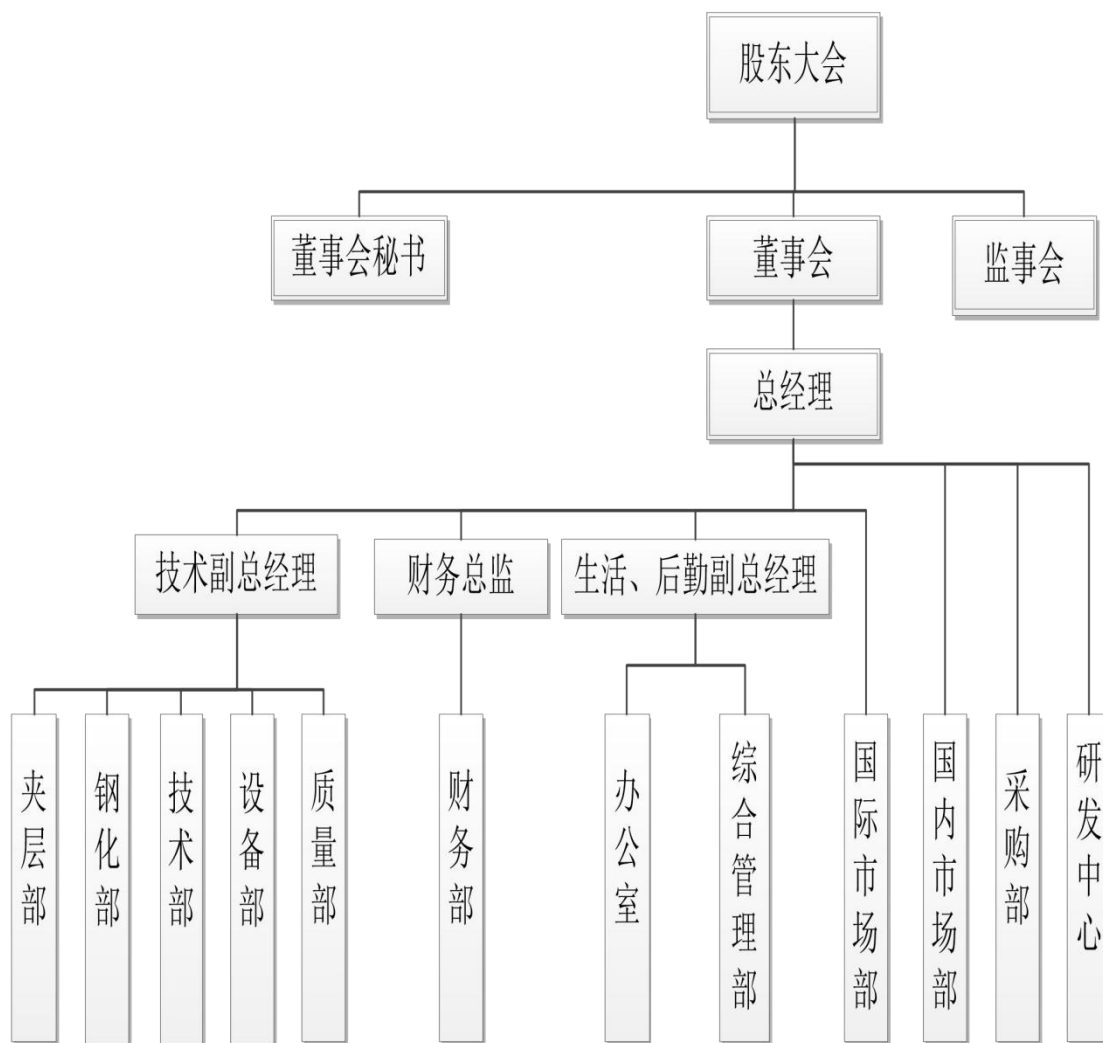 股东大会
董事会秘书
董事会
监事会
总经理
技术副总经理
财务总监
生活、后勤副总经理
夹层部
钢化部
技术部
设备部
质量部
财务部
办公室
综合管理部
国际市场部
国内市场部
采购部
研发中心